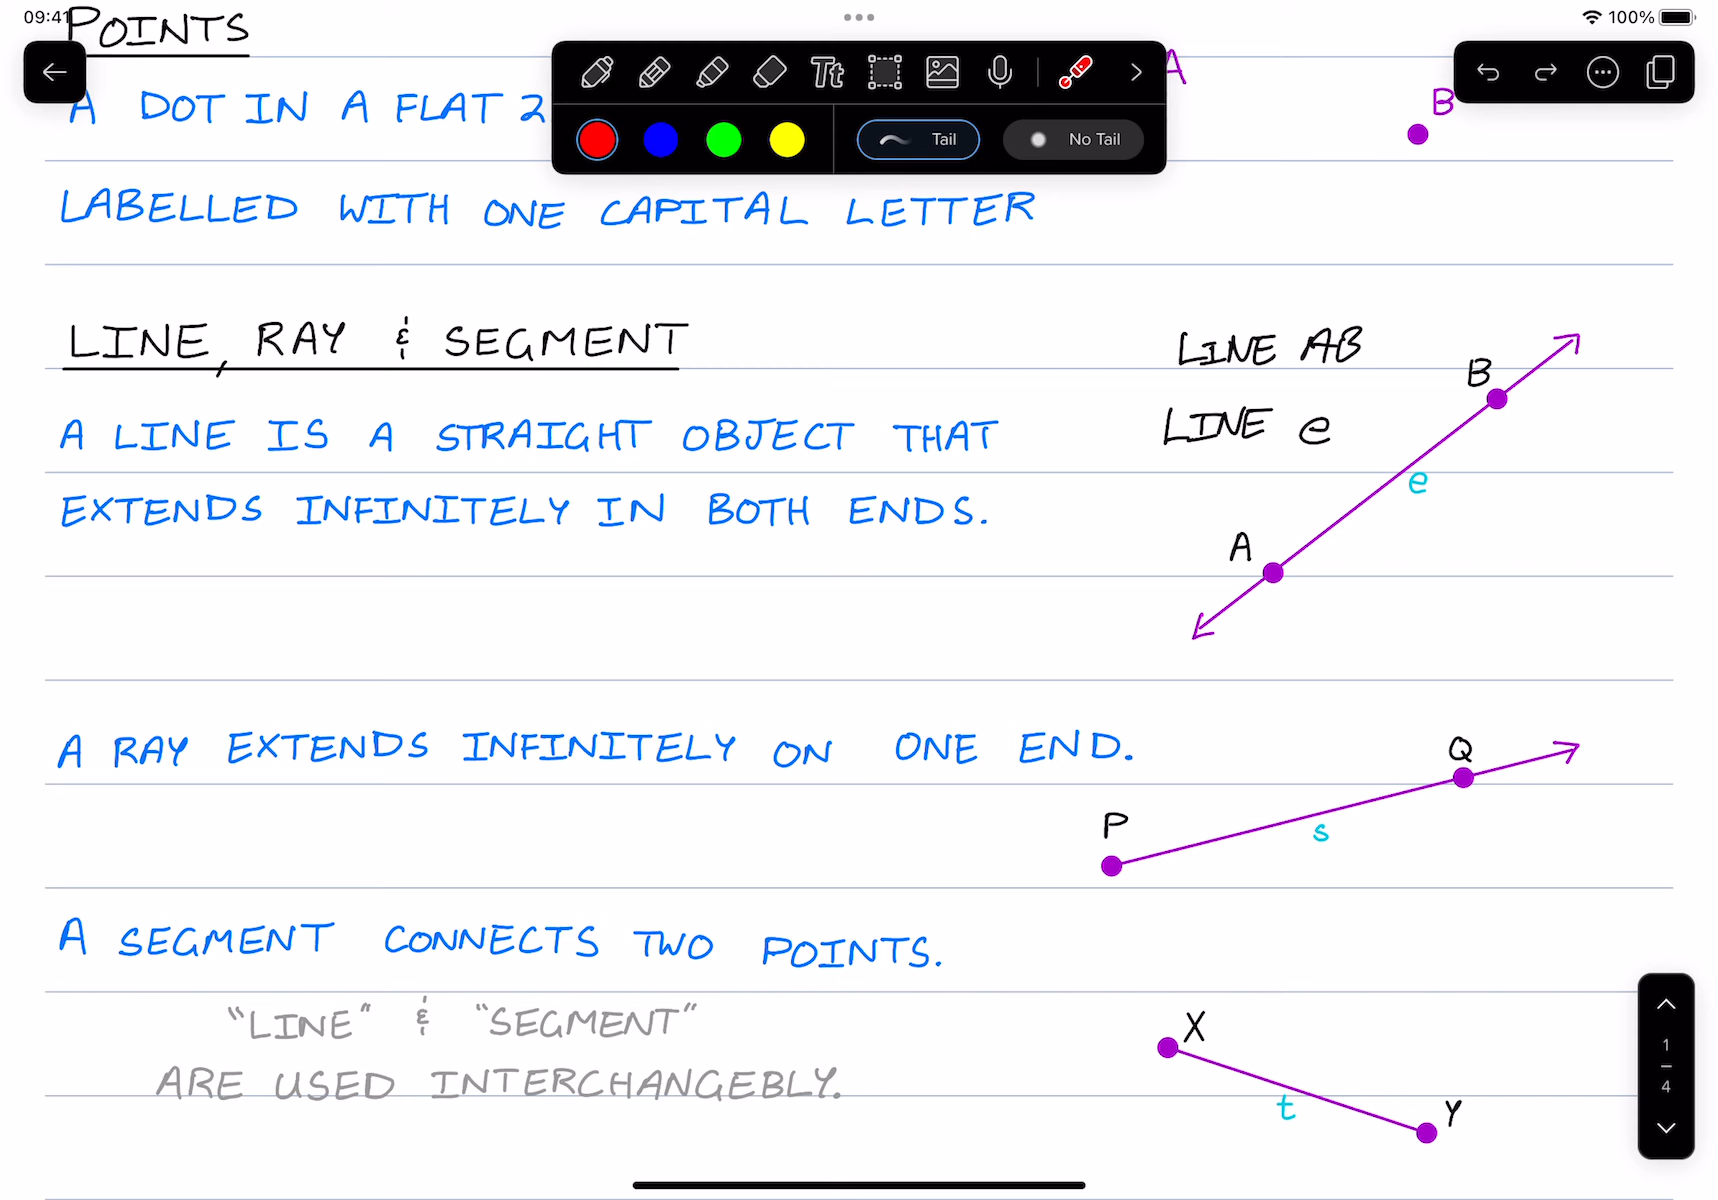 09:41
100%
POINTS
A DOT IN A FLAT 2
Tt
Tail
No Tail
A
B
LABELLED WITH ONE CAPITAL LETTER
LINE, RAY & SEGMENT
LINE AB
B
A LINE IS A STRAIGHT OBJECT THAT
LINE e
e
EXTENDS INFINITELY IN BOTH ENDS.
A
A RAY EXTENDS INFINITELY ON ONE END.
Q
P
s
A SEGMENT CONNECTS TWO POINTS.
"LINE" & "SEGMENT"
ARE USED INTERCHANGEBLY.
X
t
Y
1
4